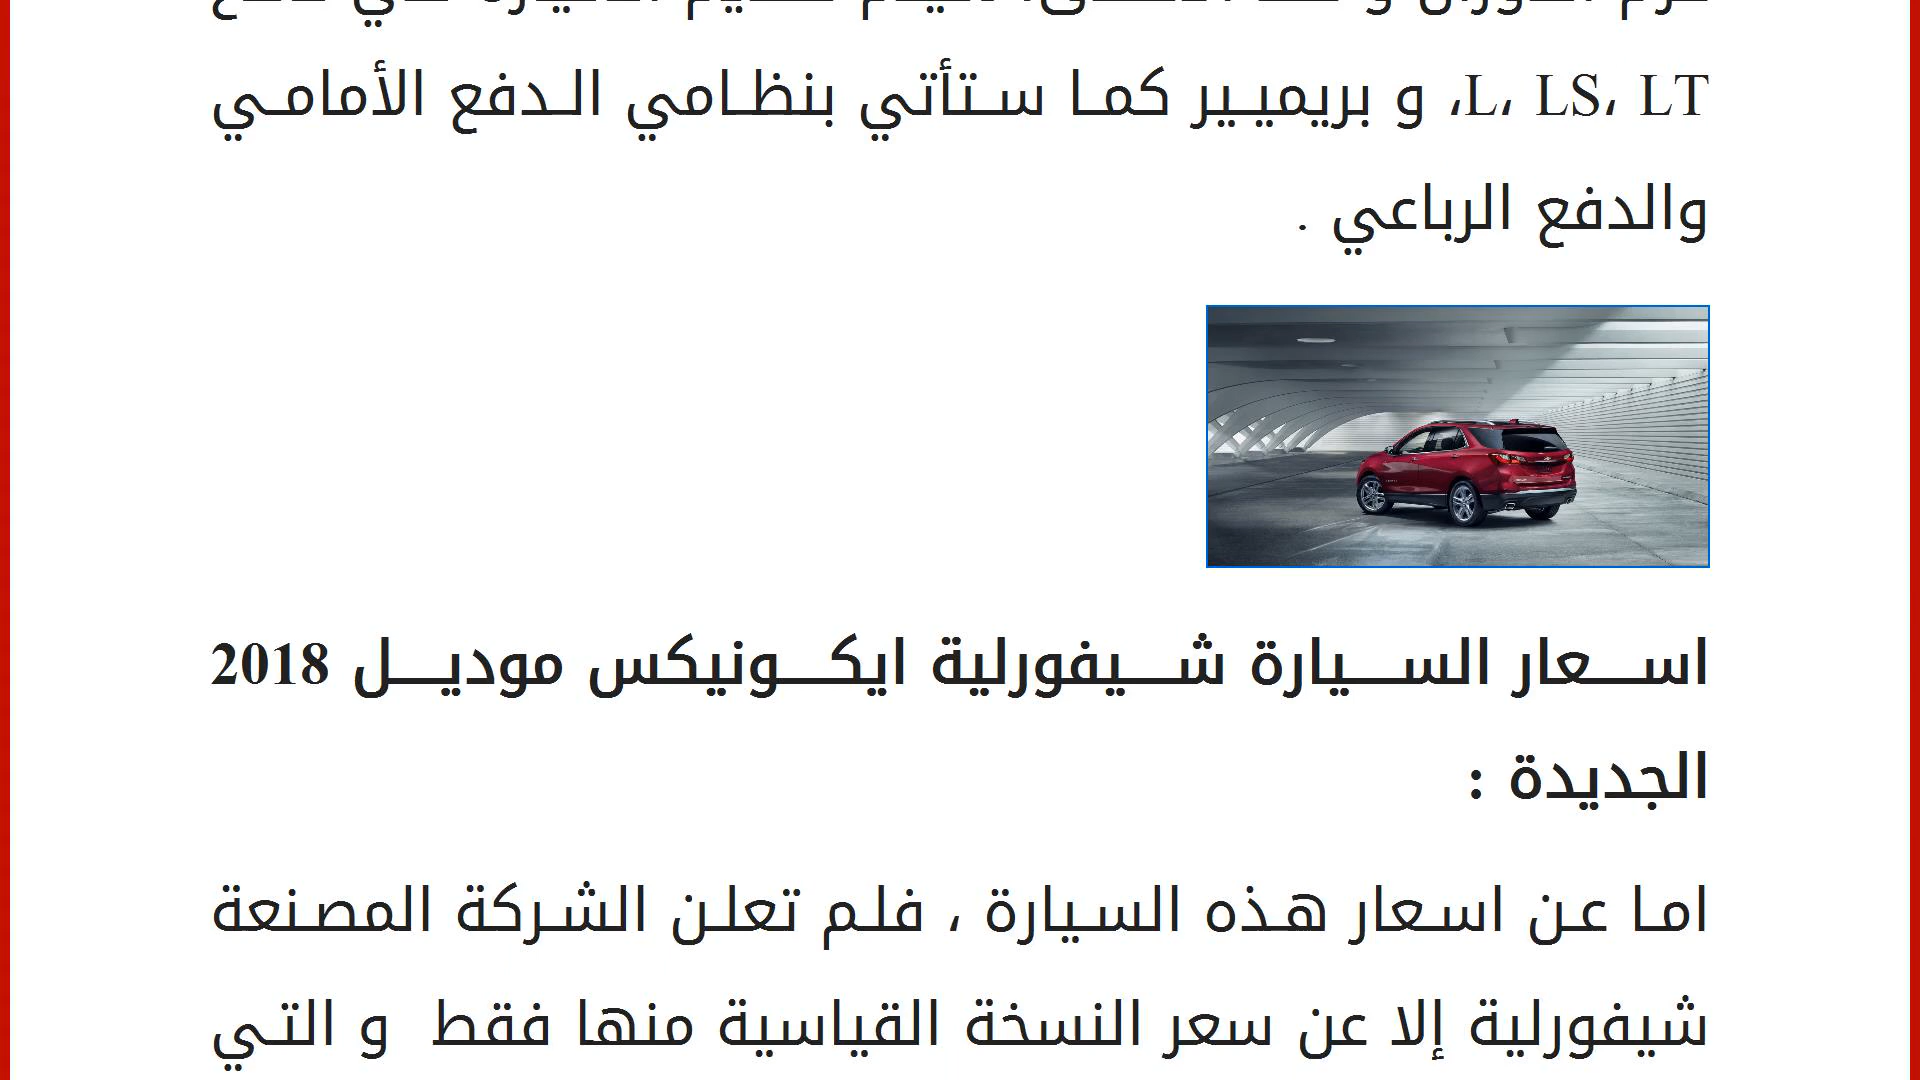 L، LS، LT، و بريميير كما ستأتي بنظامي الدفع الأمامي
والدفع الرباعي .
اسعار السيارة شيفورلية ايكونيكس موديل 2018
الجديدة :
اما عن اسعار هذه السيارة ، فلم تعلن الشركة المصنعة
شيفورلية إلا عن سعر النسخة القياسية منها فقط و التي